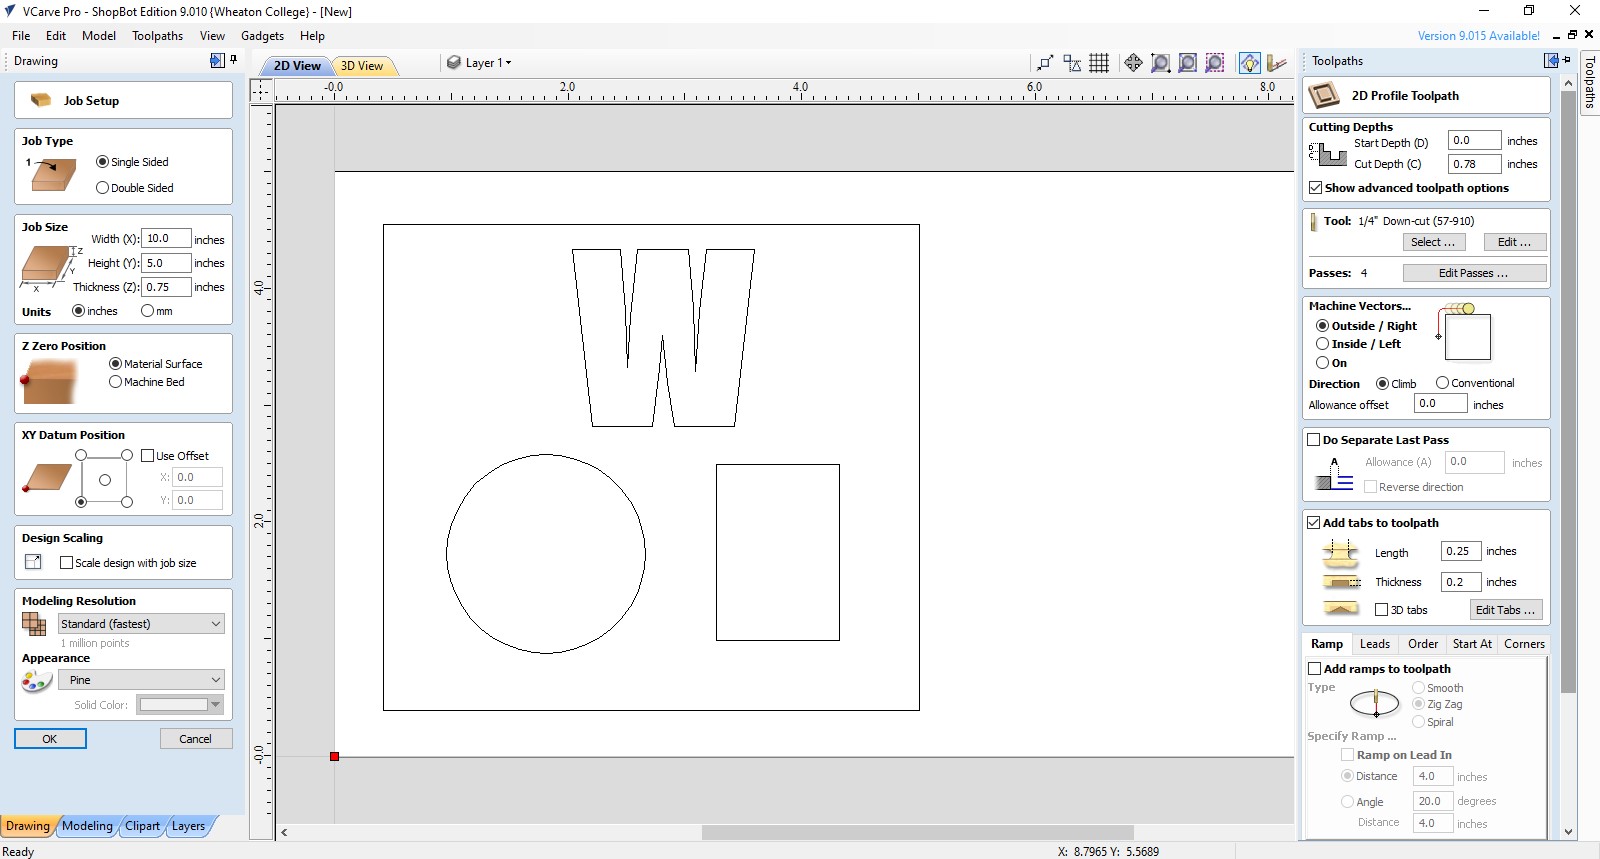 VCarve Pro - ShopBot Edition 9.010 {Wheaton College} - [New]
File Edit Model Toolpaths View Gadgets Help
Version 9.015 Available!
Drawing
Job Setup
Job Type
1
Single Sided
Double Sided
Job Size
Width (X): 10.0 inches
Height (Y): 5.0 inches
Thickness (Z): 0.75 inches
Z
Y
X
Units inches mm
Z Zero Position
Material Surface
Machine Bed
XY Datum Position
Use Offset
X: 0.0
Y: 0.0
Design Scaling
Scale design with job size
Modeling Resolution
Standard (fastest)
1 million points
Appearance
Pine
Solid Color:
OK Cancel
Drawing Modeling Clipart Layers
Ready
2D View 3D View Layer 1
-0.0 2.0 4.0 6.0 8.0
4.0
2.0
-0.0
W
X: 8.7965 Y: 5.5689
Toolpaths
Toolpaths
2D Profile Toolpath
Cutting Depths
Start Depth (D) 0.0 inches
Cut Depth (C) 0.78 inches
D
C
Show advanced toolpath options
Tool: 1/4" Down-cut (57-910)
Select ... Edit ...
Passes: 4 Edit Passes ...
Machine Vectors...
Outside / Right
Inside / Left
On
Direction Climb Conventional
Allowance offset 0.0 inches
Do Separate Last Pass
A
Allowance (A) 0.0 inches
Reverse direction
Add tabs to toolpath
Length 0.25 inches
Thickness 0.2 inches
3D tabs Edit Tabs ...
Ramp Leads Order Start At Corners
Add ramps to toolpath
Type
Smooth
Zig Zag
Spiral
Specify Ramp ...
Ramp on Lead In
Distance 4.0 inches
Angle 20.0 degrees
Distance 4.0 inches